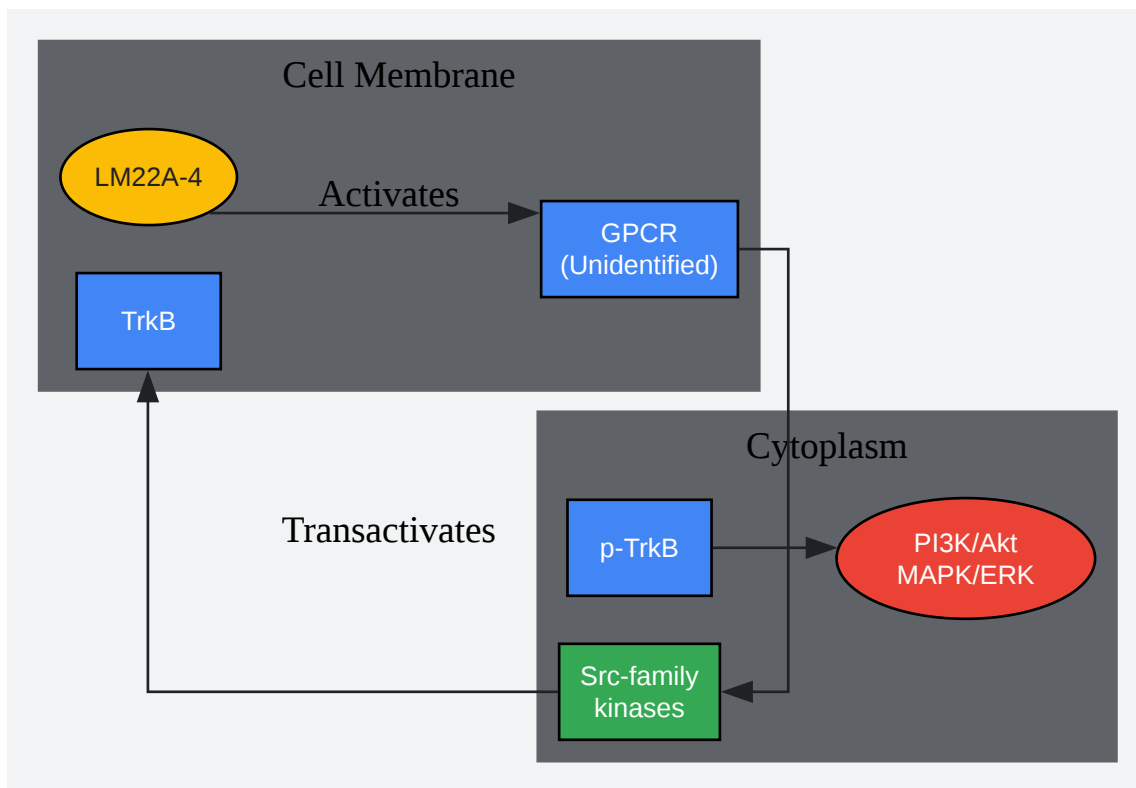 Cell Membrane
LM22A-4
Activates
GPCR
(Unidentified)
TrkB
Cytoplasm
Transactivates
p-TrkB
PI3K/Akt
MAPK/ERK
Src-family
kinases